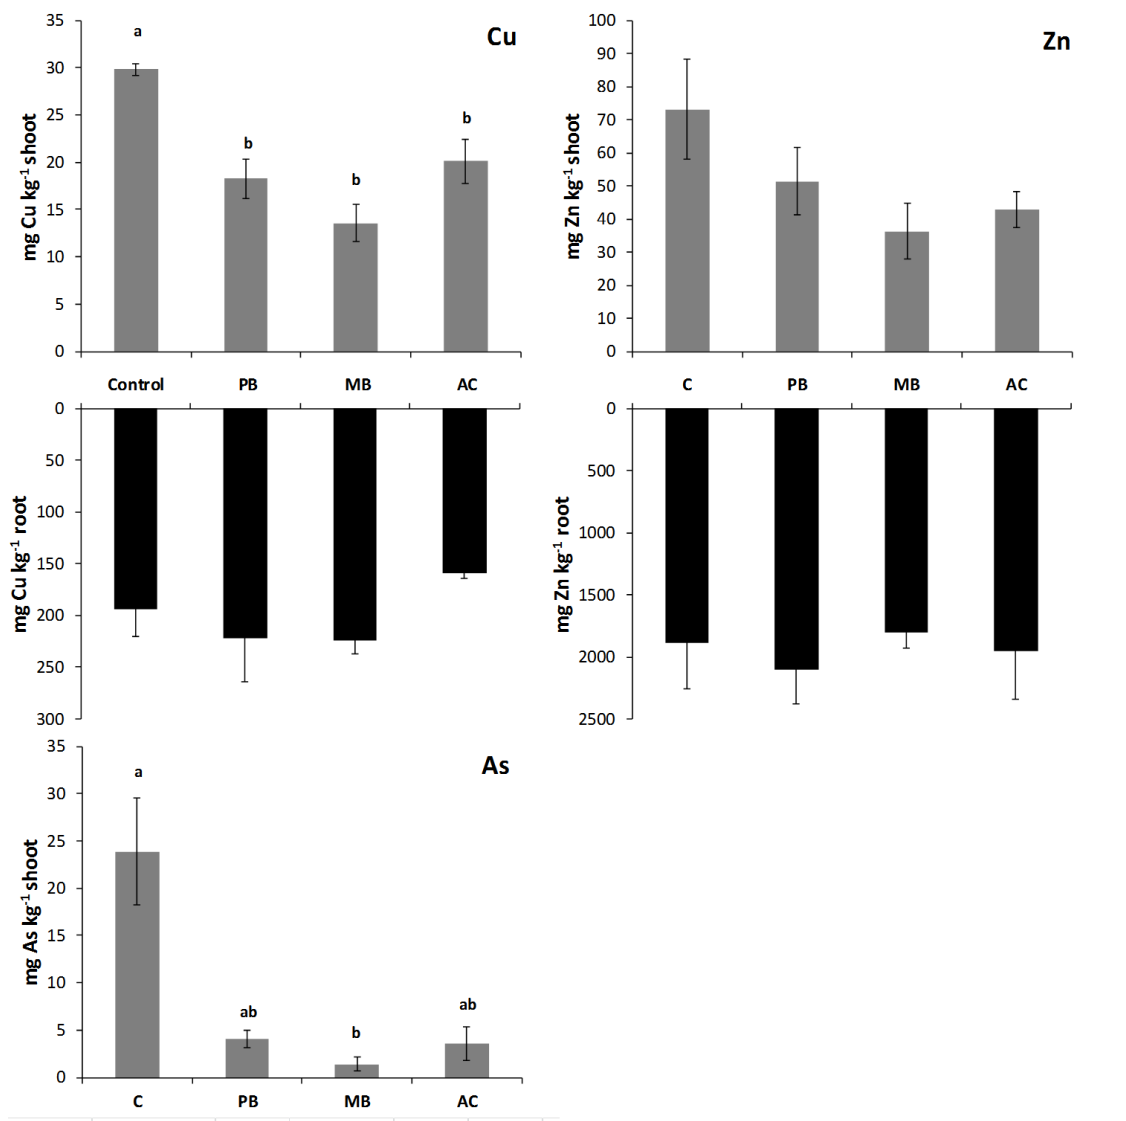 Cu
mg Cu kg-1 shoot
35
30
25
20
15
10
5
0
a
b
b
b
Control PB MB AC
mg Cu kg-1 root
0
50
100
150
200
250
300
Zn
mg Zn kg-1 shoot
100
90
80
70
60
50
40
30
20
10
0
C PB MB AC
mg Zn kg-1 root
0
500
1000
1500
2000
2500
As
mg As kg-1 shoot
35
30
25
20
15
10
5
0
a
ab
b
ab
C PB MB AC